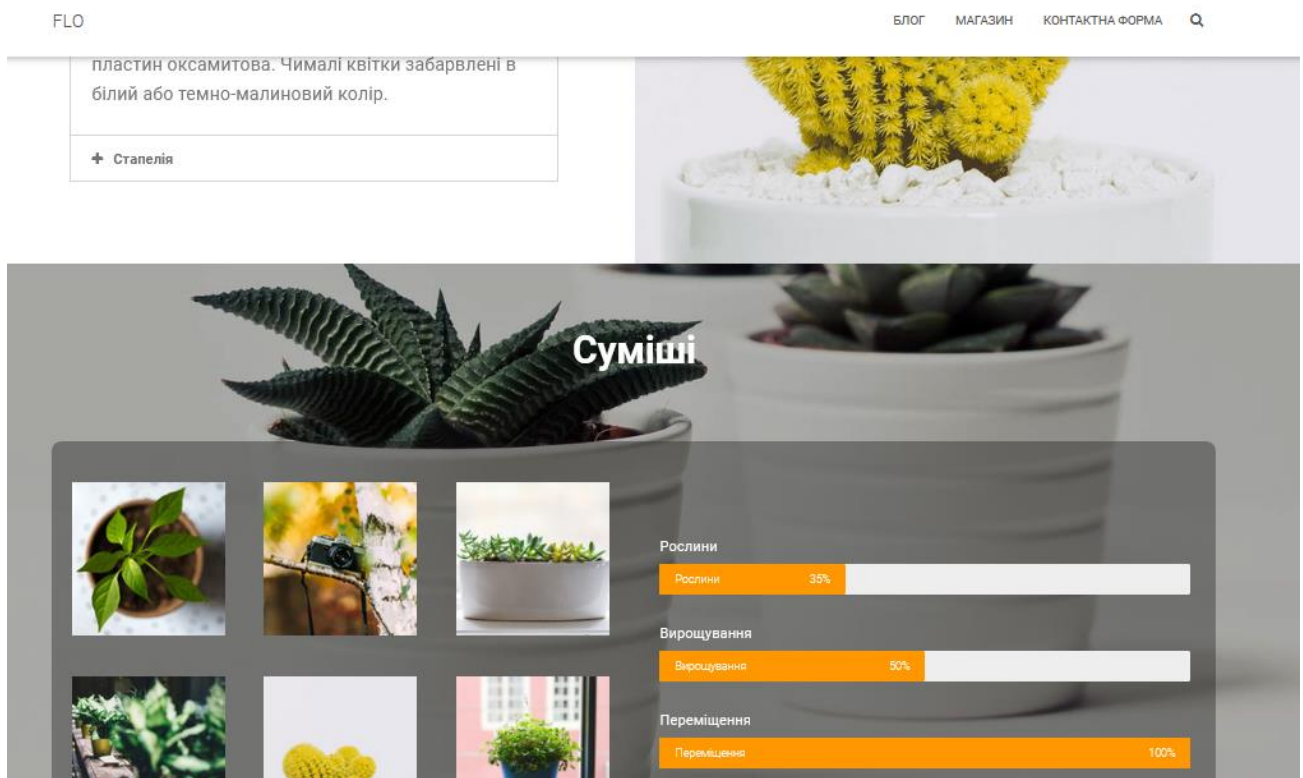 FLO
БЛОГ МАГАЗИН КОНТАКТНА ФОРМА
пластин оксамитова. Чималі квітки забарвлені в
білий або темно-малиновий колір.
+ Стапелія
Суміші
Рослини
Рослини 35%
Вирощування
Вирощування 50%
Переміщення
Переміщення 100%